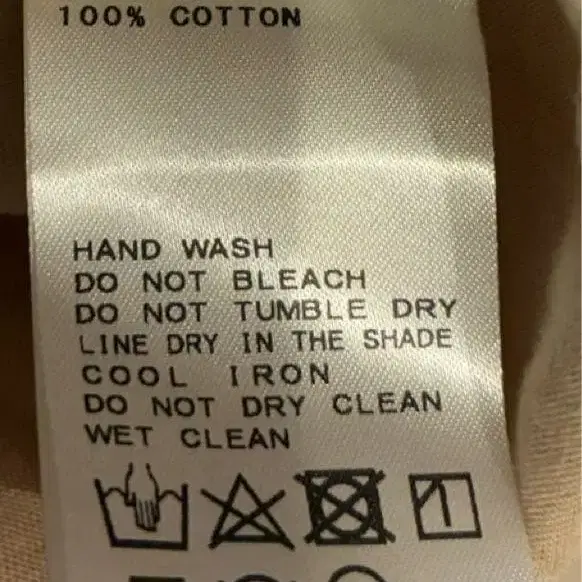 100% COTTON
HAND WASH
DO NOT BLEACH
DO NOT TUMBLE DRY
LINE DRY IN THE SHADE
COOL IRON
DO NOT DRY CLEAN
WET CLEAN